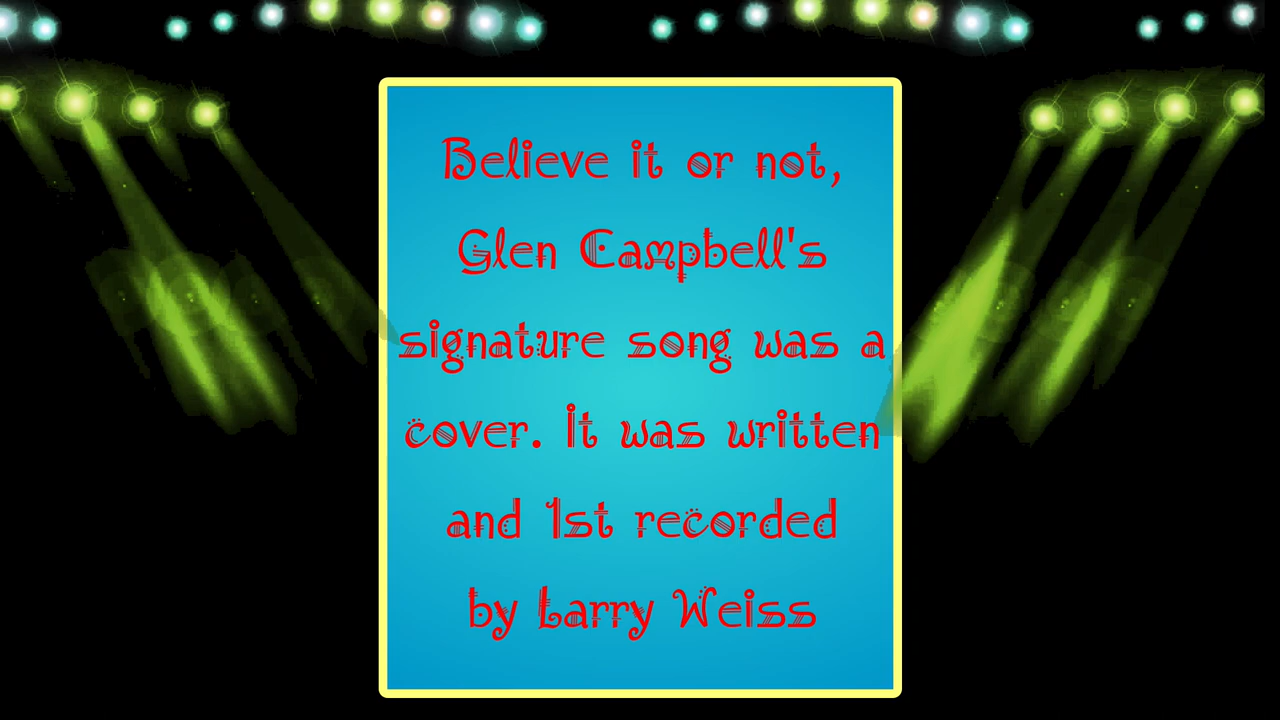 Believe it or not,
Glen Campbell's
signature song was a
cover. It was written
and 1st recorded
by Larry Weiss